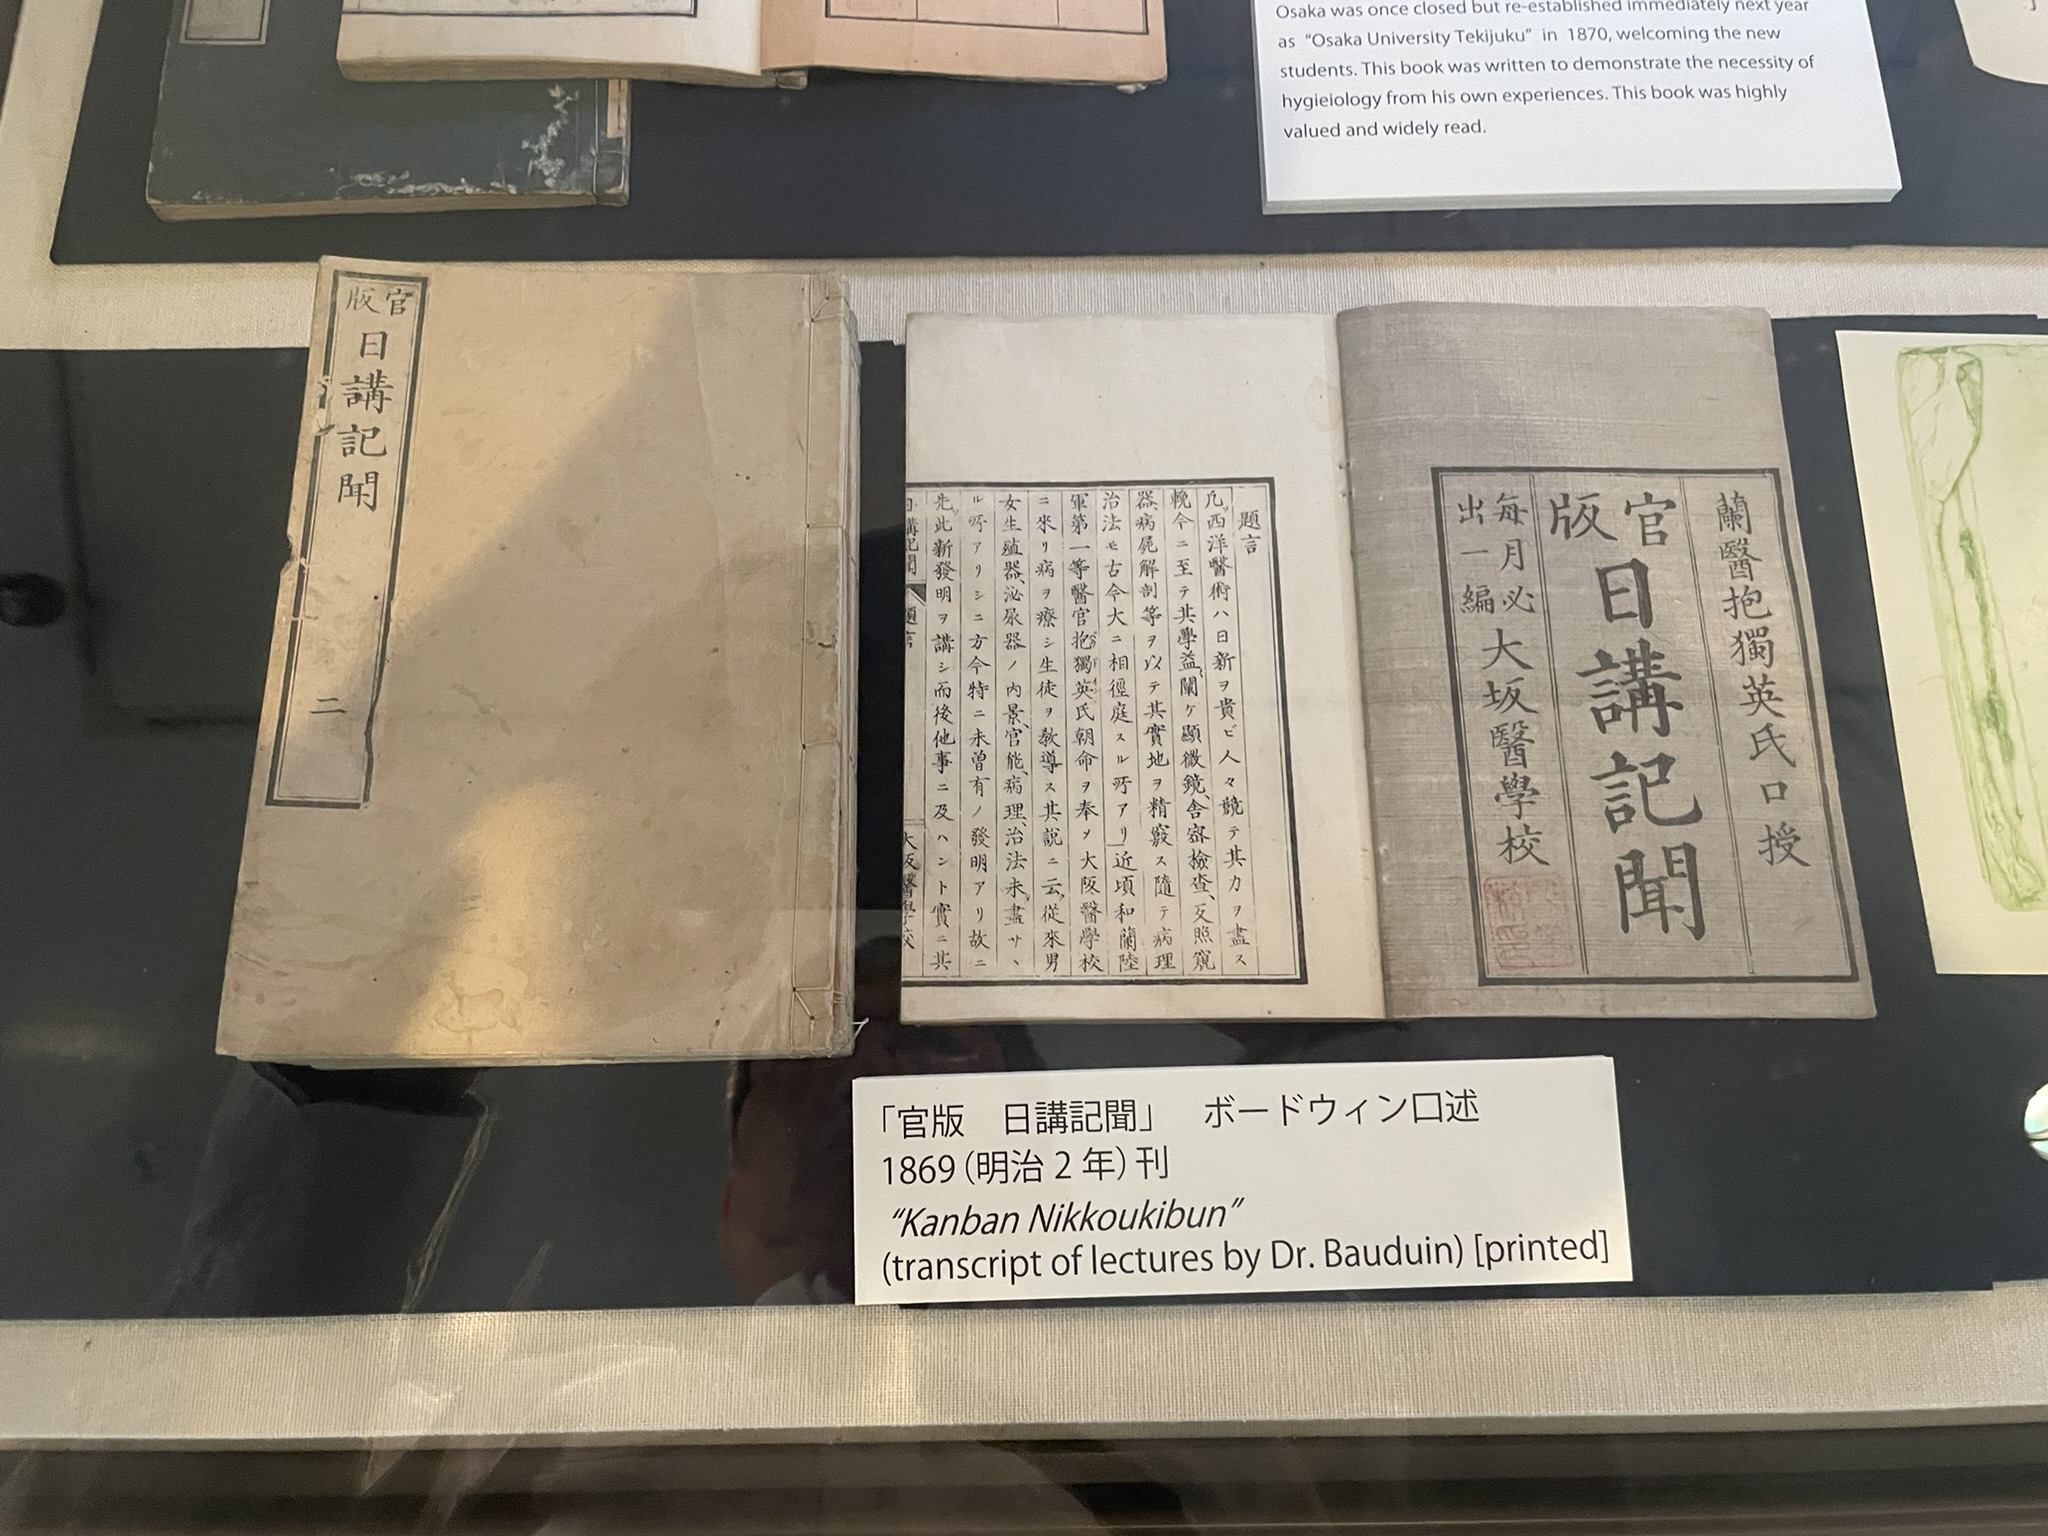 Osaka was once closed but re-established immediately next year
as "Osaka University Tekijuku" in 1870, welcoming the new
students. This book was written to demonstrate the necessity of
hygieiology from his own experiences. This book was highly
valued and widely read.
官版
日講記聞
二
蘭醫抱獨英氏口授
官版
日講記聞
每月必
出一編
大坂醫學校
題言
凡ソ西洋醫術ハ日新ヲ貴ビ人々競テ其力ヲ盡ス
輓今ニ至テ其學益闡ケ顯微鏡、舎密檢查、反照窺
器、病屍解剖等ヲ以テ其實地ヲ精竅ス隨テ病理
治法モ古今大ニ相徑庭スル所アリ近頃和蘭陸
軍第一等醫官抱獨英氏朝命ヲ奉メ大阪醫學校
ニ來リ病ヲ療シ生徒ヲ教導ス其說ニ云、從來男
女生殖器、泌尿器ノ內景、官能、病理、治法未盡サヽ
ル所アリシニ方今特ニ未曾有ノ發明アリ故ニ
先此新發明ヲ講シ而後他事ニ及ハント實ニ其
日講記聞
題言
大阪醫學校
「官版　日講記聞」　ボードウィン口述
1869（明治 2 年）刊
"Kanban Nikkoukibun"
(transcript of lectures by Dr. Bauduin) [printed]